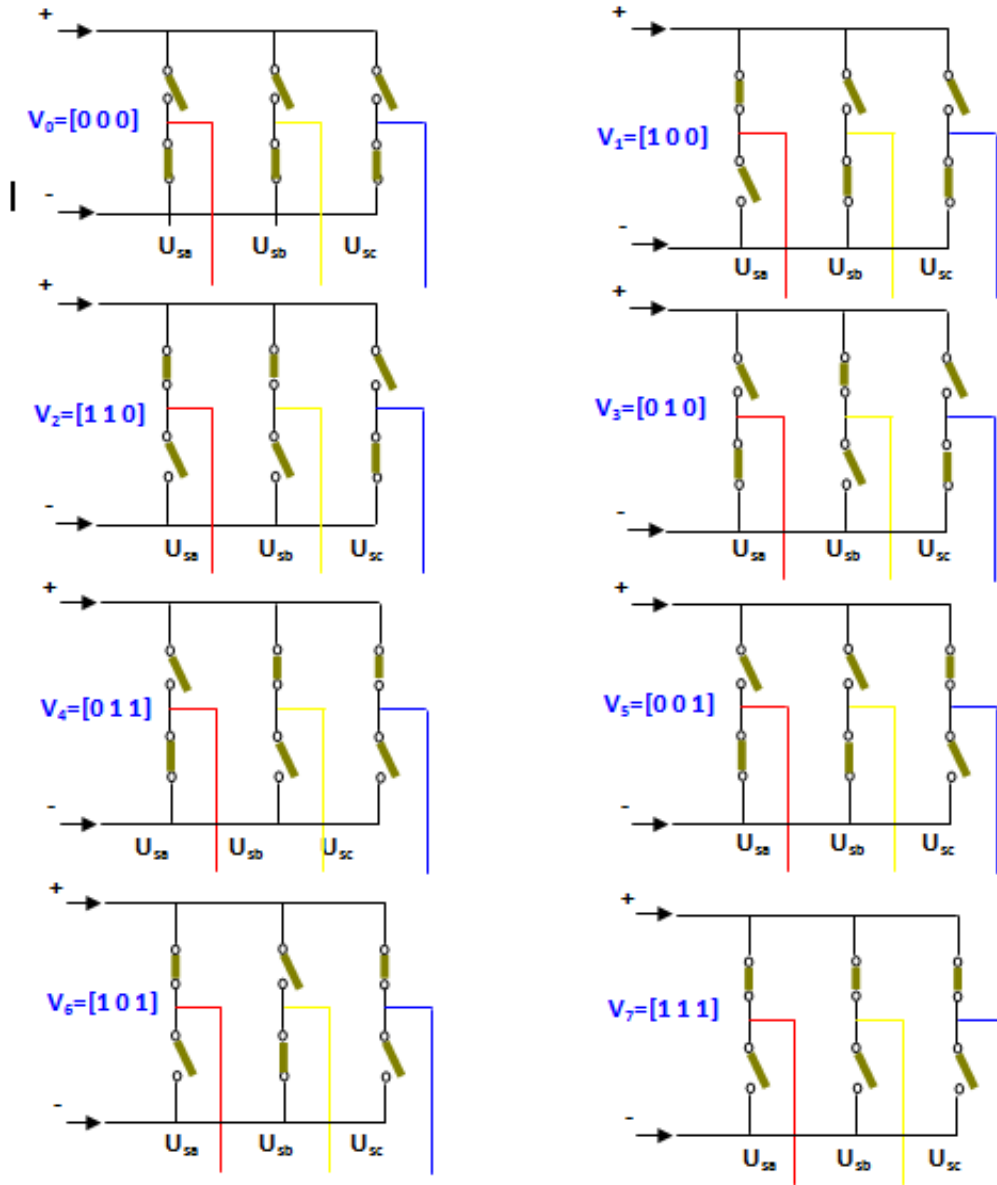 +
V₀=[0 0 0]
-
Uₛₐ Uₛb Uₛc
+
V₁=[1 0 0]
-
Uₛₐ Uₛb Uₛc
+
V₂=[1 1 0]
-
Uₛₐ Uₛb Uₛc
+
V₃=[0 1 0]
-
Uₛₐ Uₛb Uₛc
+
V₄=[0 1 1]
-
Uₛₐ Uₛb Uₛc
+
V₅=[0 0 1]
-
Uₛₐ Uₛb Uₛc
+
V₆=[1 0 1]
-
Uₛₐ Uₛb Uₛc
+
V₇=[1 1 1]
-
Uₛₐ Uₛb Uₛc